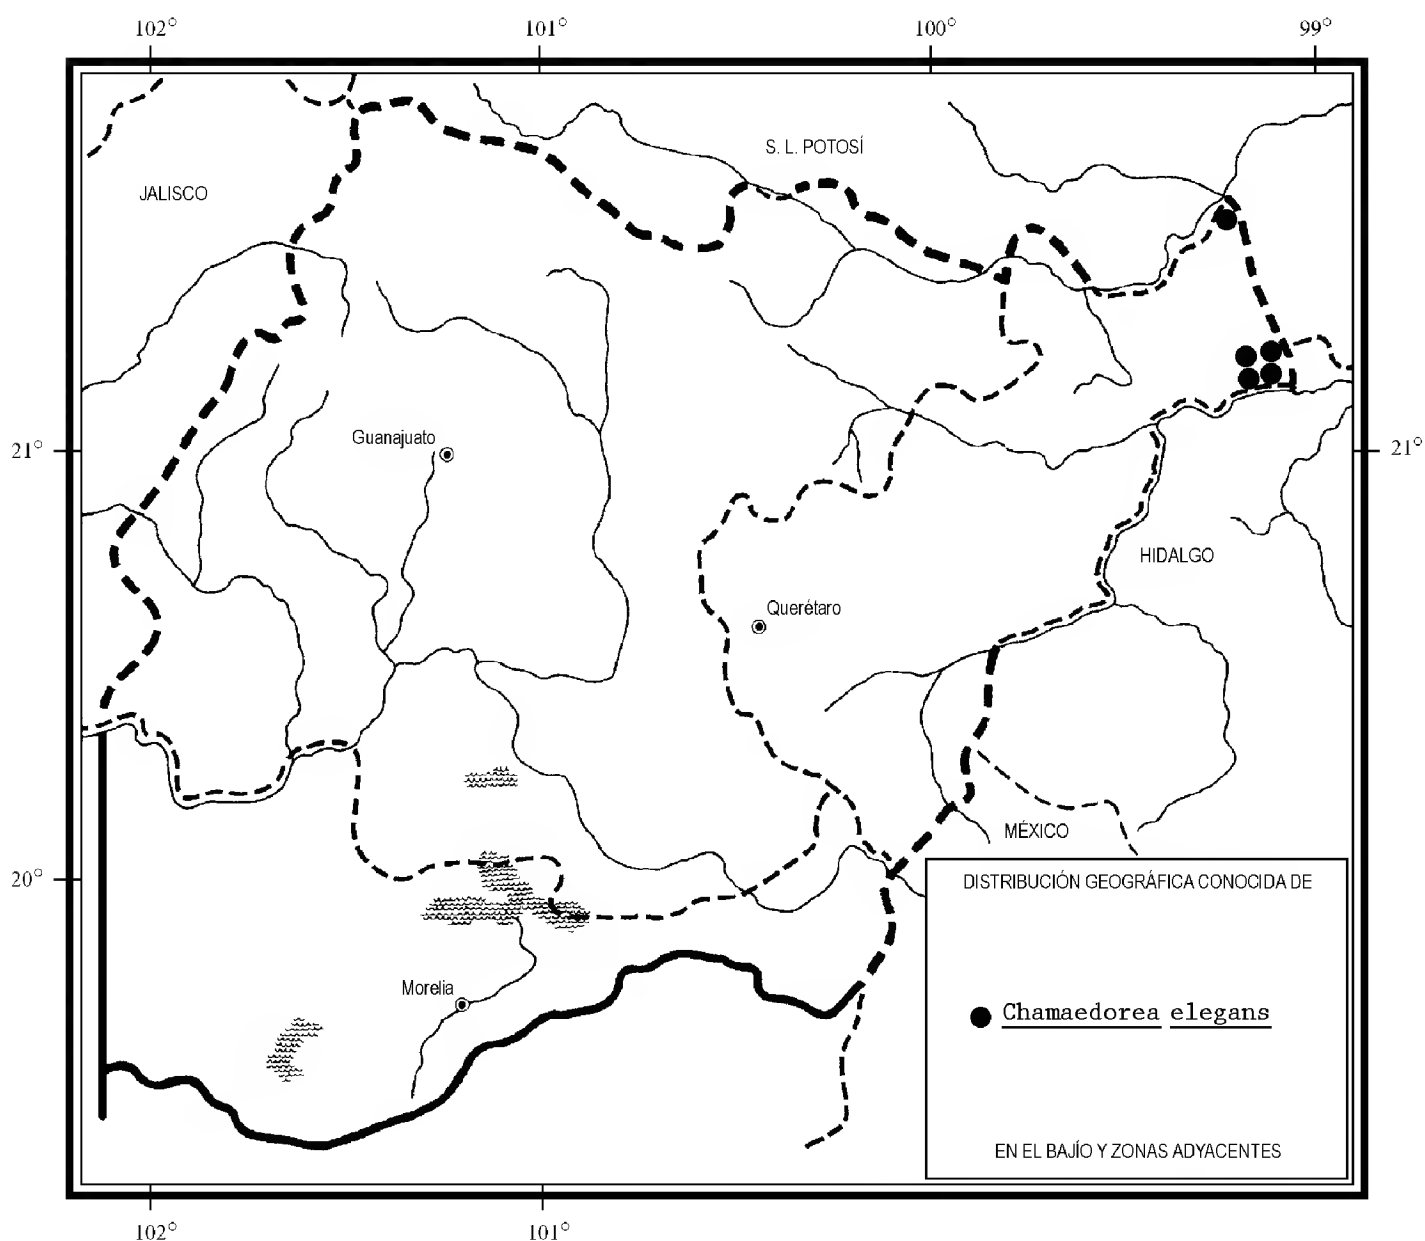 102° 101° 100° 99°
S. L. POTOSÍ
JALISCO
Guanajuato
21° 21°
HIDALGO
Querétaro
MÉXICO
20°
DISTRIBUCIÓN GEOGRÁFICA CONOCIDA DE
Morelia
Chamaedorea elegans
EN EL BAJÍO Y ZONAS ADYACENTES
102° 101°